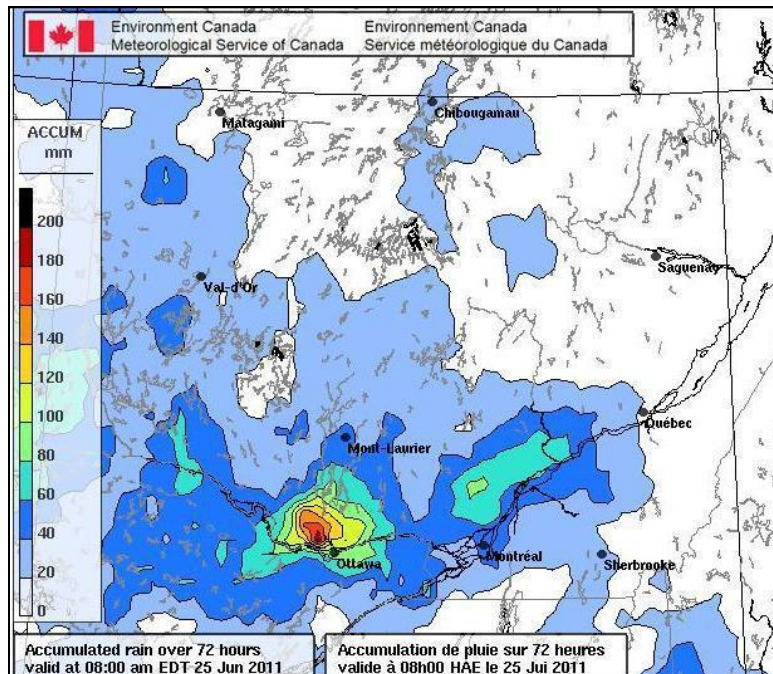 Environment Canada
Meteorological Service of Canada
Environnement Canada
Service météorologique du Canada
ACCUM
mm
200
180
160
140
120
100
80
60
40
20
0
Matagami
Chibougamau
Val-d'Or
Saguenay
Québec
Mont-Laurier
Ottawa
Montréal
Sherbrooke
Accumulated rain over 72 hours
valid at 08:00 am EDT 25 Jun 2011
Accumulation de pluie sur 72 heures
valide à 08h00 HAE le 25 Jui 2011